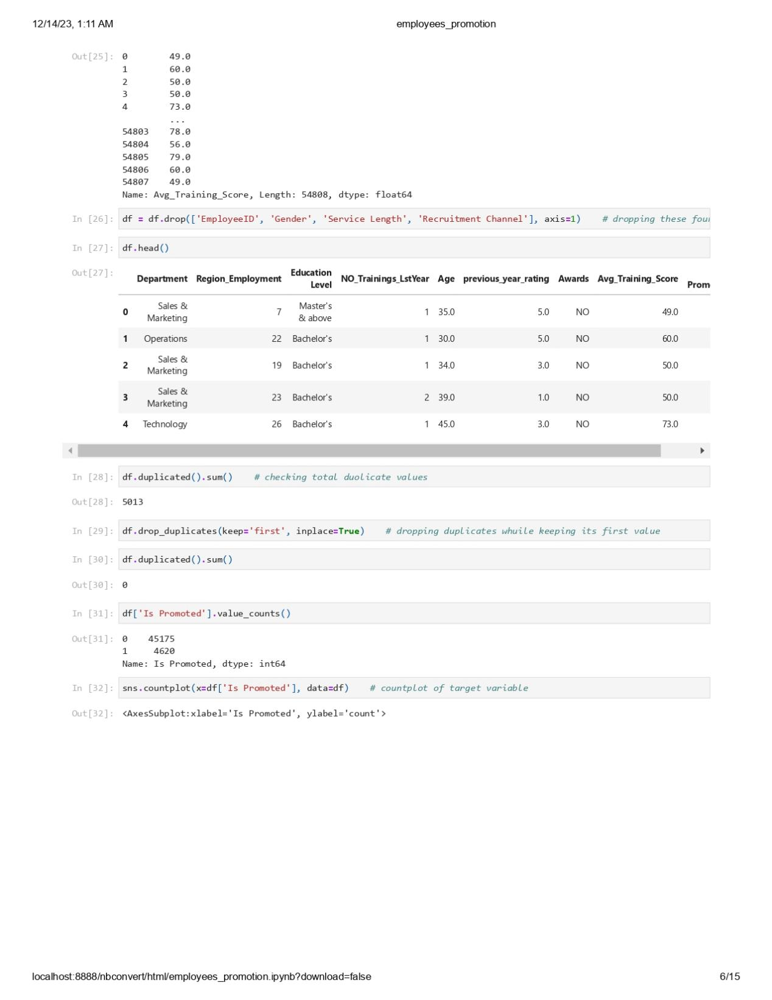 12/14/23, 1:11 AM employees_promotion
Out[25]: 0 49.0
1 60.0
2 50.0
3 50.0
4 73.0
...
54803 78.0
54804 56.0
54805 79.0
54806 60.0
54807 49.0
Name: Avg_Training_Score, Length: 54808, dtype: float64
In [26]: df = df.drop(['EmployeeID', 'Gender', 'Service Length', 'Recruitment Channel'], axis=1) # dropping these four
In [27]: df.head()
Out[27]:
Department Region_Employment Education Level NO_Trainings_LstYear Age previous_year_rating Awards Avg_Training_Score Prom
0 Sales & Marketing 7 Master's & above 1 35.0 5.0 NO 49.0
1 Operations 22 Bachelor's 1 30.0 5.0 NO 60.0
2 Sales & Marketing 19 Bachelor's 1 34.0 3.0 NO 50.0
3 Sales & Marketing 23 Bachelor's 2 39.0 1.0 NO 50.0
4 Technology 26 Bachelor's 1 45.0 3.0 NO 73.0
In [28]: df.duplicated().sum() # checking total duolicate values
Out[28]: 5013
In [29]: df.drop_duplicates(keep='first', inplace=True) # dropping duplicates whuile keeping its first value
In [30]: df.duplicated().sum()
Out[30]: 0
In [31]: df['Is Promoted'].value_counts()
Out[31]: 0 45175
1 4620
Name: Is Promoted, dtype: int64
In [32]: sns.countplot(x=df['Is Promoted'], data=df) # countplot of target variable
Out[32]: <AxesSubplot:xlabel='Is Promoted', ylabel='count'>
localhost:8888/nbconvert/html/employees_promotion.ipynb?download=false 6/15